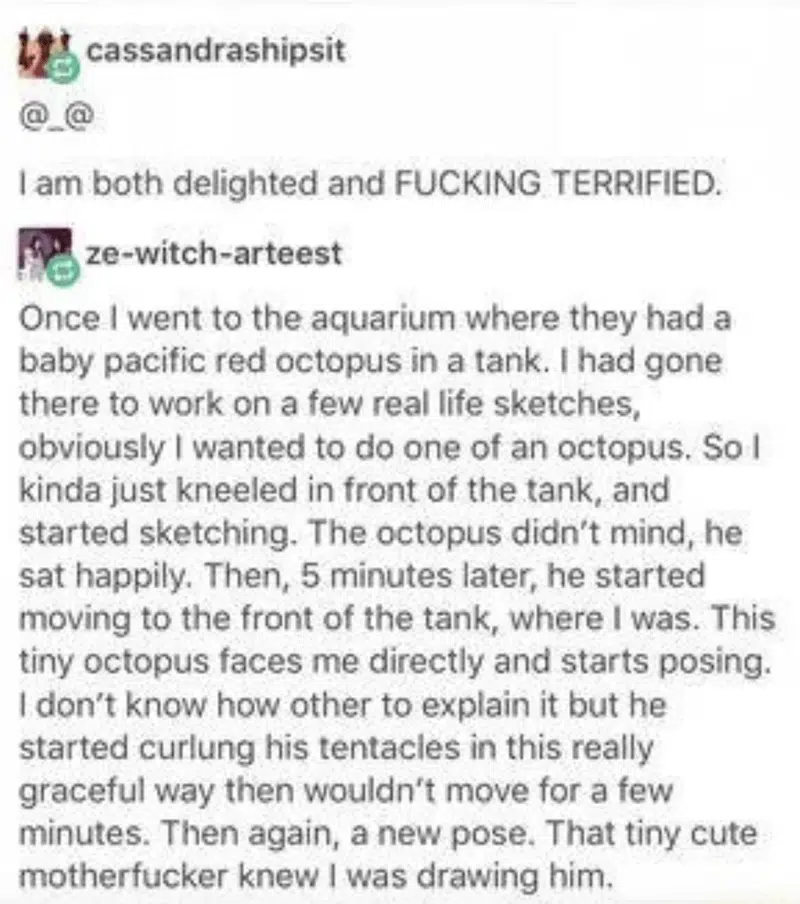 cassandrashipsit
@_@
I am both delighted and FUCKING TERRIFIED.
ze-witch-arteest
Once I went to the aquarium where they had a
baby pacific red octopus in a tank. I had gone
there to work on a few real life sketches,
obviously I wanted to do one of an octopus. So I
kinda just kneeled in front of the tank, and
started sketching. The octopus didn't mind, he
sat happily. Then, 5 minutes later, he started
moving to the front of the tank, where I was. This
tiny octopus faces me directly and starts posing.
I don't know how other to explain it but he
started curlung his tentacles in this really
graceful way then wouldn't move for a few
minutes. Then again, a new pose. That tiny cute
motherfucker knew I was drawing him.